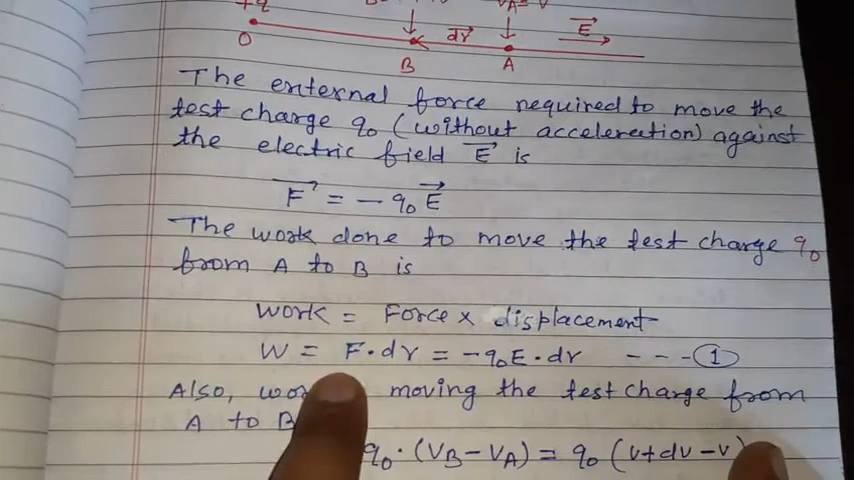 +q
V_A = V
O B dr⃗ A E⃗
The external force required to move the
test charge q₀ (without acceleration) against
the electric field E⃗ is
F⃗' = - q₀ E⃗
The work done to move the test charge q₀
from A to B is
Work = Force × displacement
W = F·dr = -q₀E·dr - - - ①
Also, moving the test charge from
A to B
q₀·(V_B - V_A) = q₀ (V+dV-V)